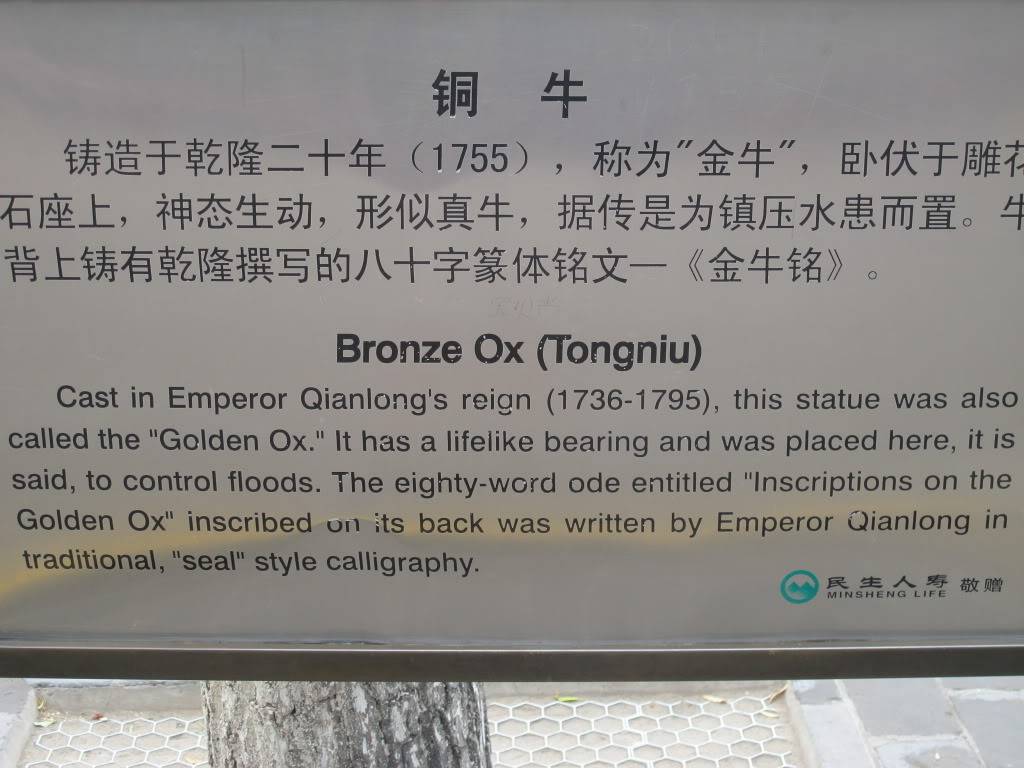 铜 牛
铸造于乾隆二十年（1755），称为"金牛"，卧伏于雕花
石座上，神态生动，形似真牛，据传是为镇压水患而置。牛
背上铸有乾隆撰写的八十字篆体铭文—《金牛铭》。
Bronze Ox (Tongniu)
Cast in Emperor Qianlong's reign (1736-1795), this statue was also
called the "Golden Ox." It has a lifelike bearing and was placed here, it is
said, to control floods. The eighty-word ode entitled "Inscriptions on the
Golden Ox" inscribed on its back was written by Emperor Qianlong in
traditional, "seal" style calligraphy.
民生人寿 敬赠
MINSHENG LIFE